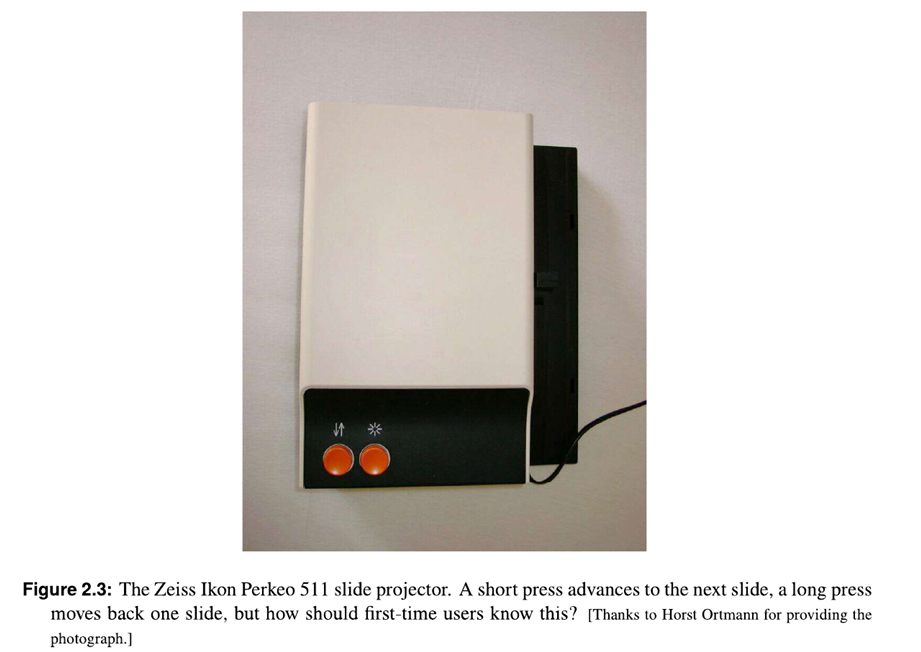 Figure 2.3: The Zeiss Ikon Perkeo 511 slide projector. A short press advances to the next slide, a long press
moves back one slide, but how should first-time users know this? [Thanks to Horst Ortmann for providing the
photograph.]